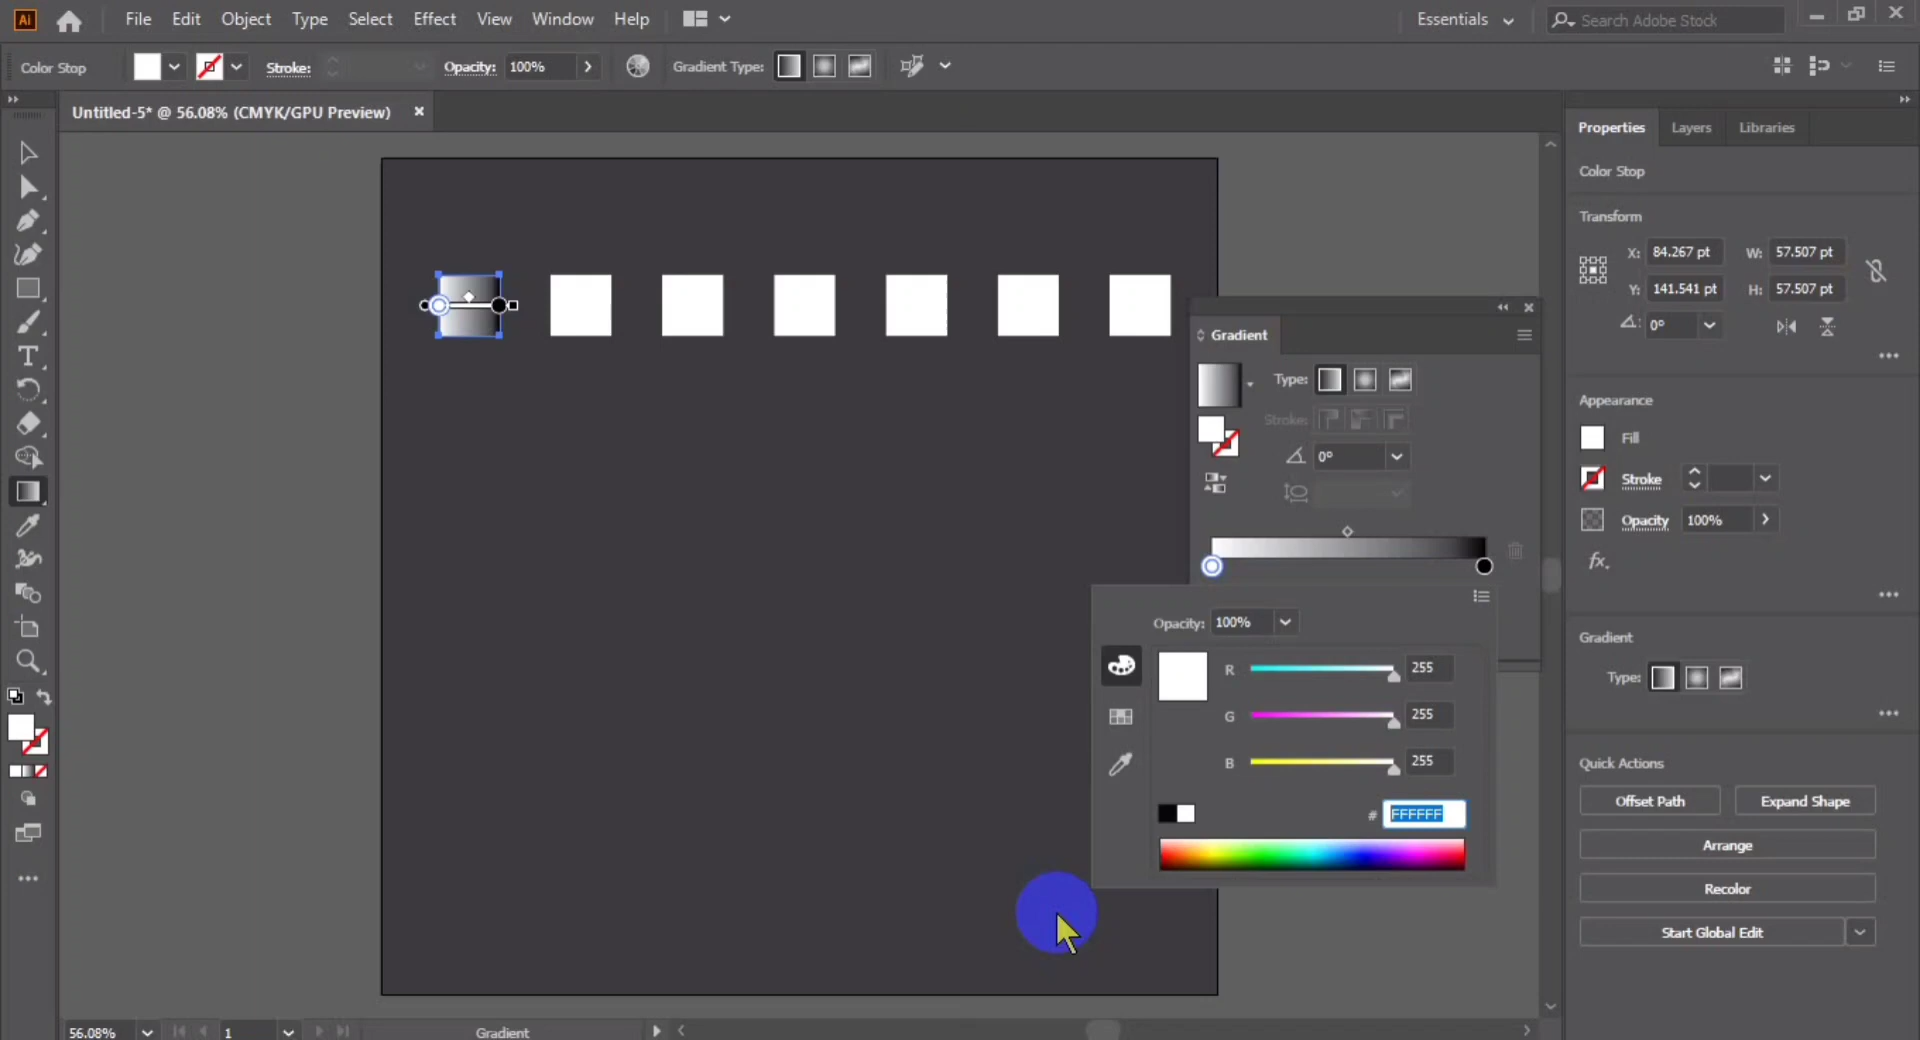 Ai File Edit Object Type Select Effect View Window Help Essentials Search Adobe Stock
Color Stop Stroke: Opacity: 100% Gradient Type:
Untitled-5* @ 56.08% (CMYK/GPU Preview)
Properties Layers Libraries
Color Stop
Transform
X: 84.267 pt W: 57.507 pt
Y: 141.541 pt H: 57.507 pt
0°
Appearance
Fill
Stroke
Opacity 100%
fx.
Gradient
Type:
Quick Actions
Offset Path Expand Shape
Arrange
Recolor
Start Global Edit
Gradient
Type:
Stroke:
0°
Opacity: 100%
R 255
G 255
B 255
# FFFFFF
56.08% 1 Gradient